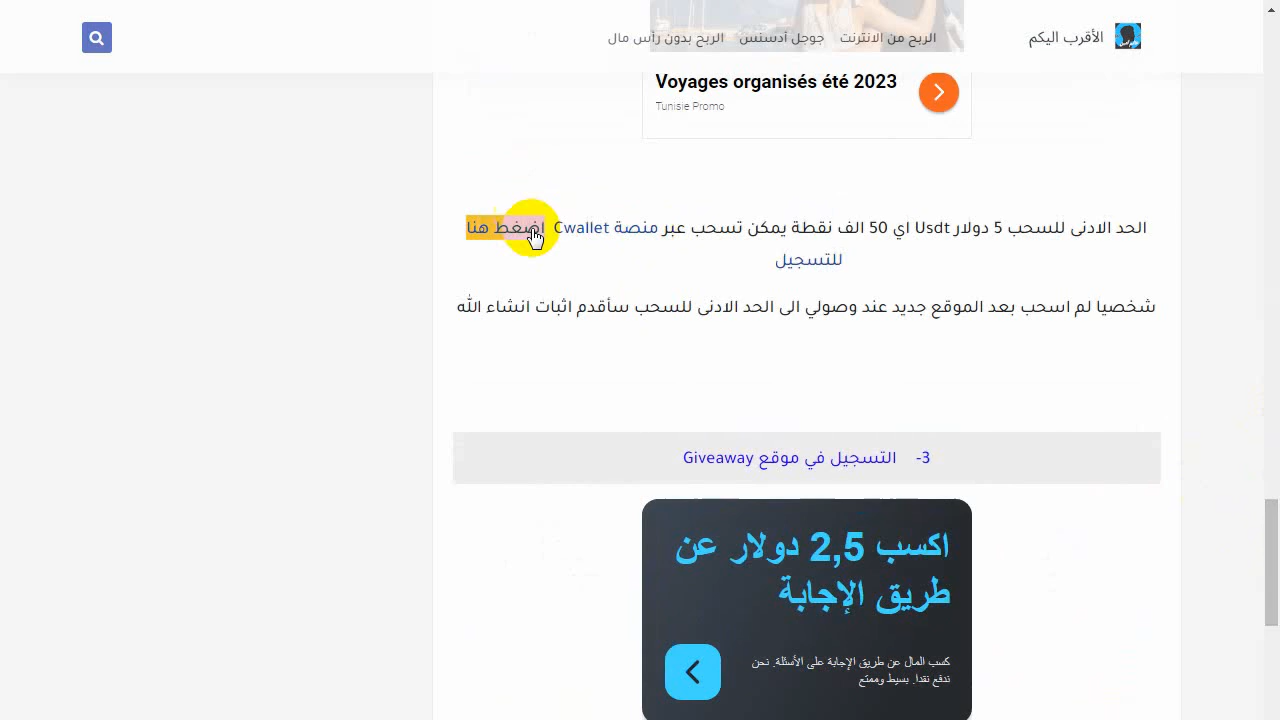 الأقرب اليكم
الربح من الانترنت جوجل أدسنس الربح بدون رأس مال
Voyages organisés été 2023
Tunisie Promo
الحد الادنى للسحب 5 دولار Usdt اي 50 الف نقطة يمكن تسحب عبر منصة Cwallet اضغط هنا
للتسجيل
شخصيا لم اسحب بعد الموقع جديد عند وصولي الى الحد الادنى للسحب سأقدم اثبات انشاء الله
3- التسجيل في موقع Giveaway
اكسب 2,5 دولار عن
طريق الإجابة
كسب المال عن طريق الإجابة على الأسئلة. نحن
ندفع نقدا. بسيط وممتع